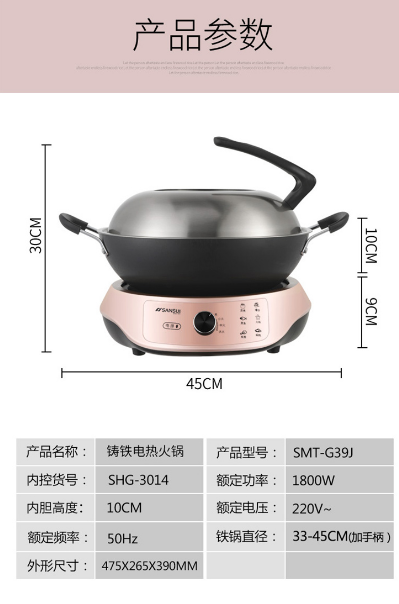 产品参数
30CM
10CM
9CM
SANSUI
45CM
产品名称： 铸铁电热火锅 产品型号： SMT-G39J
内控货号： SHG-3014 额定功率： 1800W
内胆高度： 10CM 额定电压： 220V~
额定频率： 50Hz 铁锅直径： 33-45CM(加手柄)
外形尺寸： 475X265X390MM